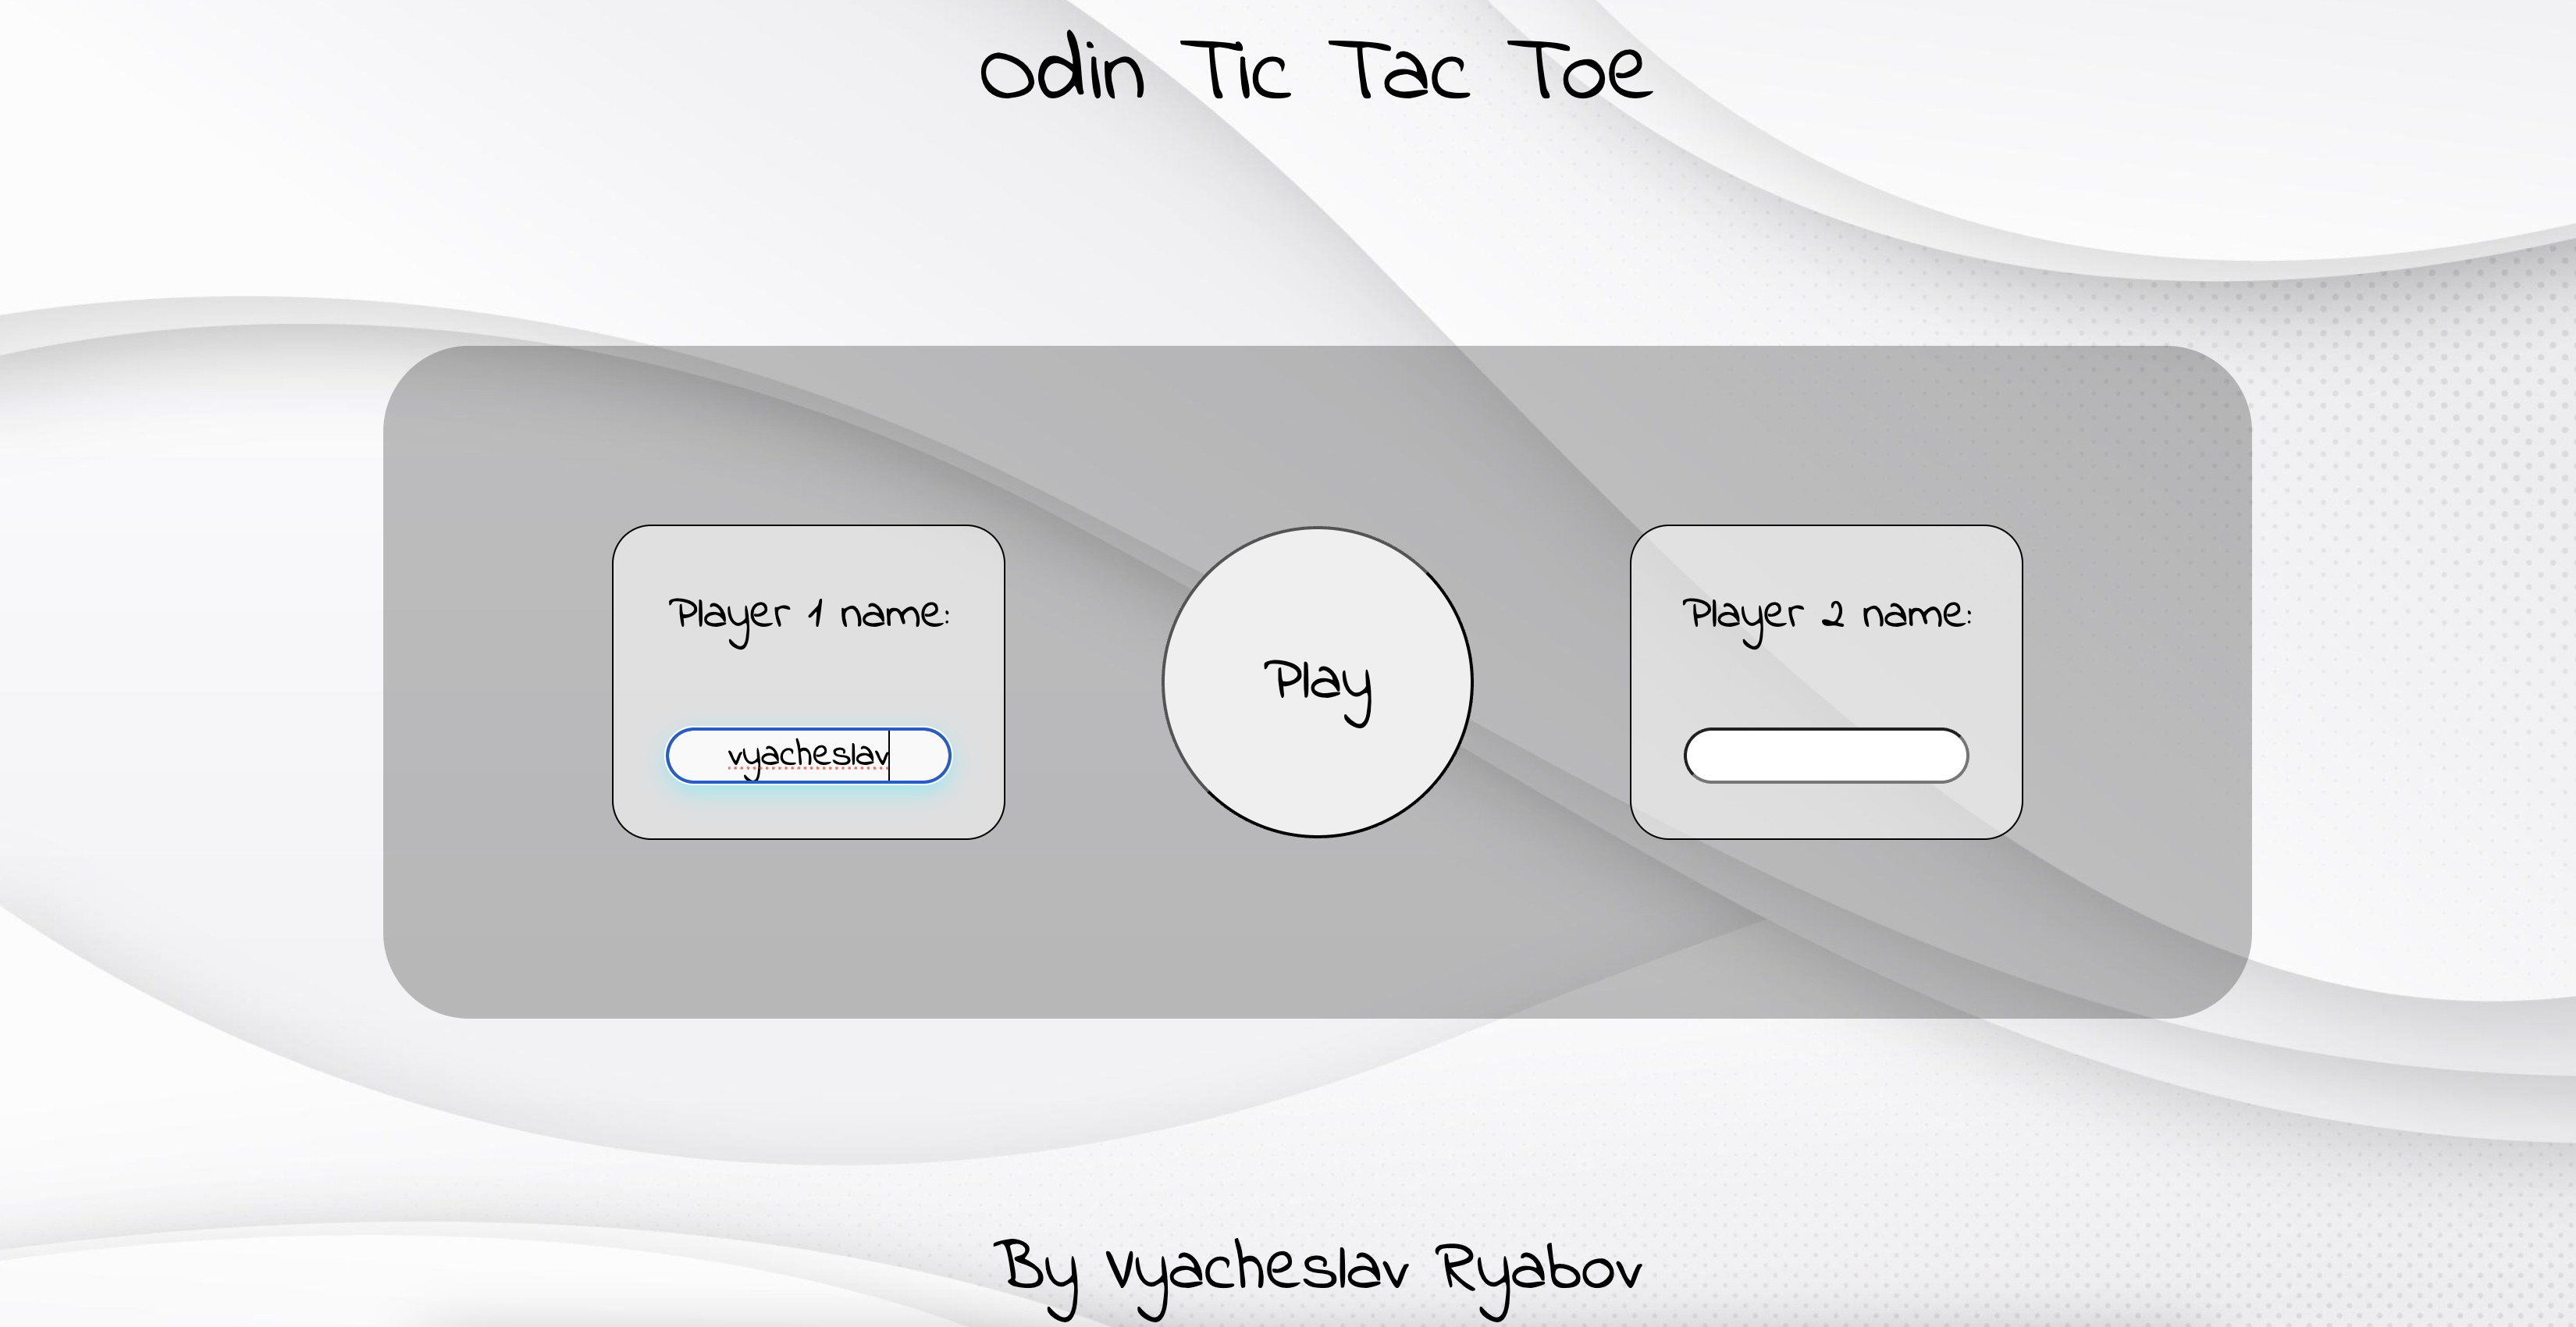 Odin Tic Tac Toe
Player 1 name:
vyacheslav
Play
Player 2 name:
By Vyacheslav Ryabov